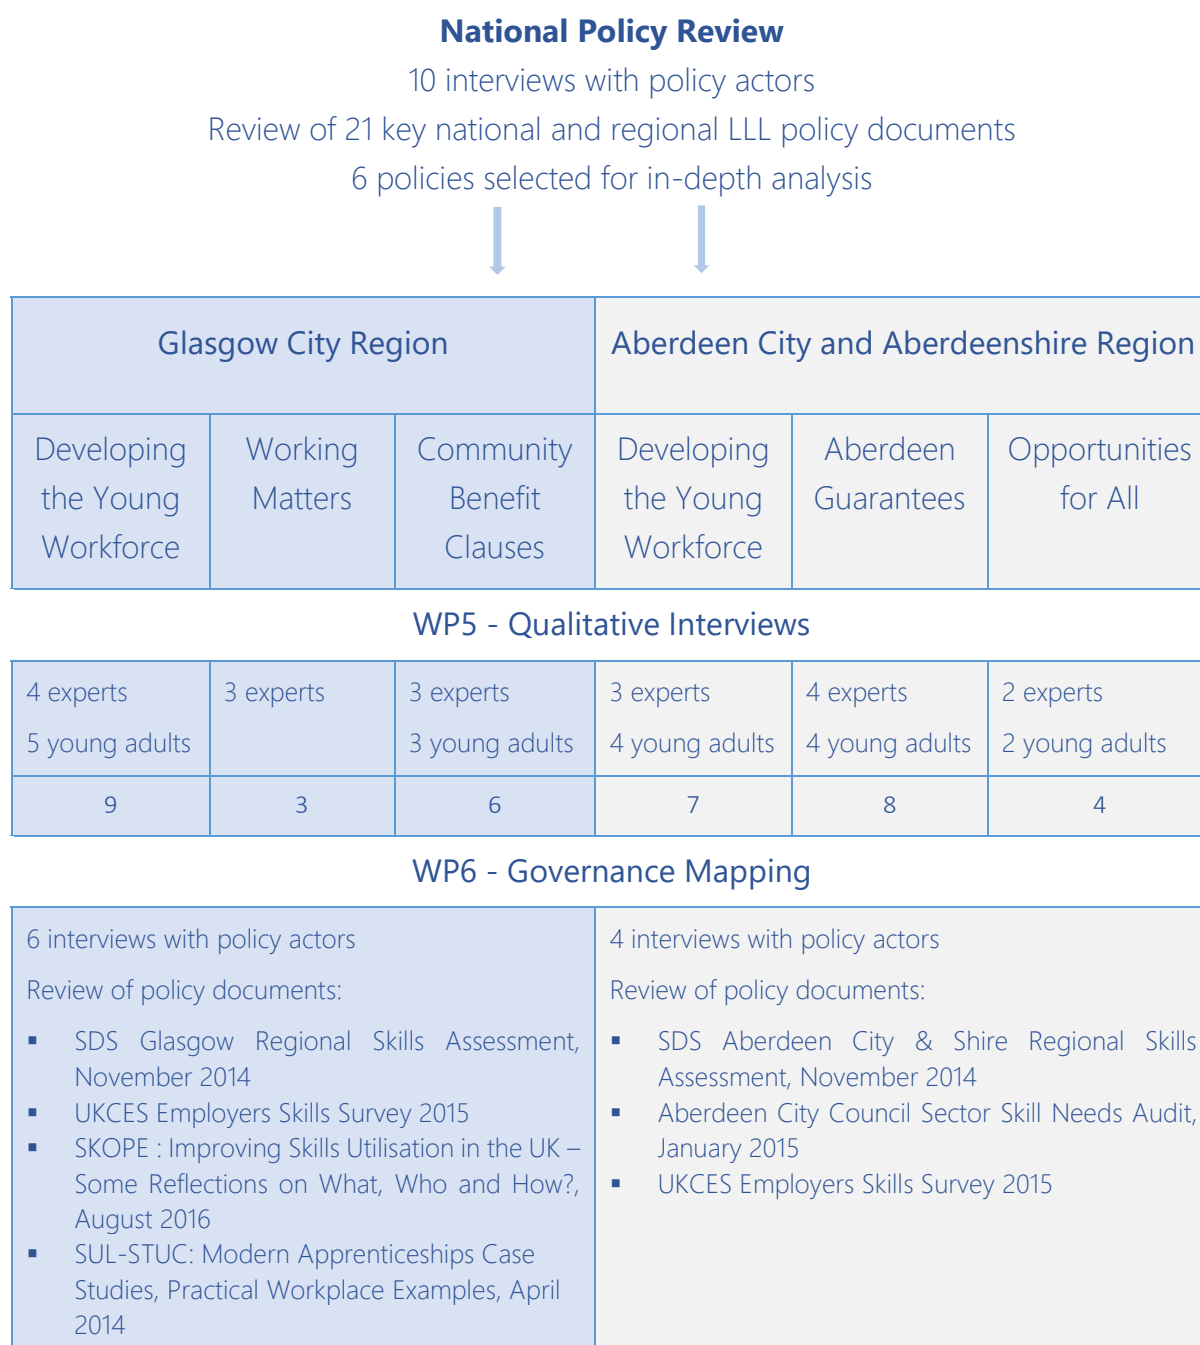 National Policy Review
10 interviews with policy actors
Review of 21 key national and regional LLL policy documents
6 policies selected for in-depth analysis
Glasgow City Region
Aberdeen City and Aberdeenshire Region
Developing
the Young
Workforce
Working
Matters
Community
Benefit
Clauses
Developing
the Young
Workforce
Aberdeen
Guarantees
Opportunities
for All
WP5 - Qualitative Interviews
4 experts
5 young adults
3 experts
3 experts
3 young adults
3 experts
4 young adults
4 experts
4 young adults
2 experts
2 young adults
9
3
6
7
8
4
WP6 - Governance Mapping
6 interviews with policy actors
Review of policy documents:
▪ SDS Glasgow Regional Skills Assessment,
November 2014
▪ UKCES Employers Skills Survey 2015
▪ SKOPE : Improving Skills Utilisation in the UK –
Some Reflections on What, Who and How?,
August 2016
▪ SUL-STUC: Modern Apprenticeships Case
Studies, Practical Workplace Examples, April
2014
4 interviews with policy actors
Review of policy documents:
▪ SDS Aberdeen City & Shire Regional Skills
Assessment, November 2014
▪ Aberdeen City Council Sector Skill Needs Audit,
January 2015
▪ UKCES Employers Skills Survey 2015